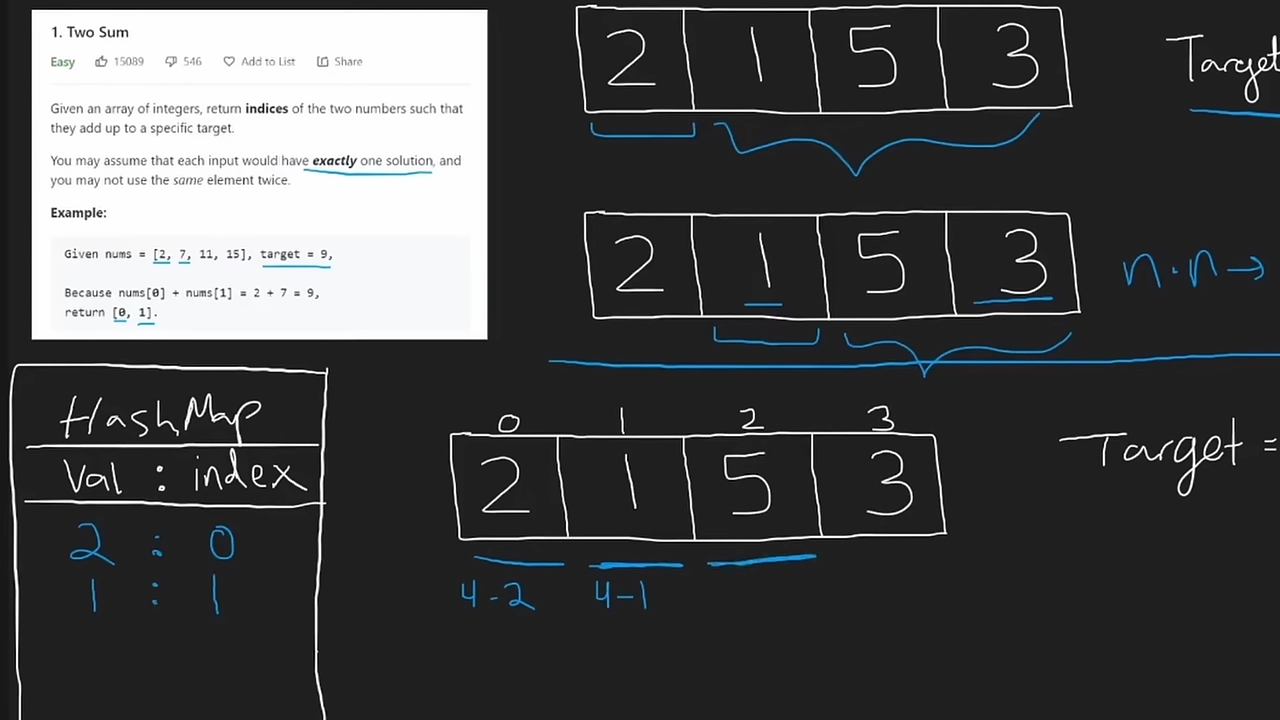 1. Two Sum
Easy 15089 546 Add to List Share
Given an array of integers, return indices of the two numbers such that
they add up to a specific target.
You may assume that each input would have exactly one solution, and
you may not use the same element twice.
Example:
Given nums = [2, 7, 11, 15], target = 9,
Because nums[0] + nums[1] = 2 + 7 = 9,
return [0, 1].
2 1 5 3
Target
2 1 5 3
n·n→
HashMap
Val : index
2 : 0
1 : 1
0 1 2 3
2 1 5 3
4-2 4-1
Target =